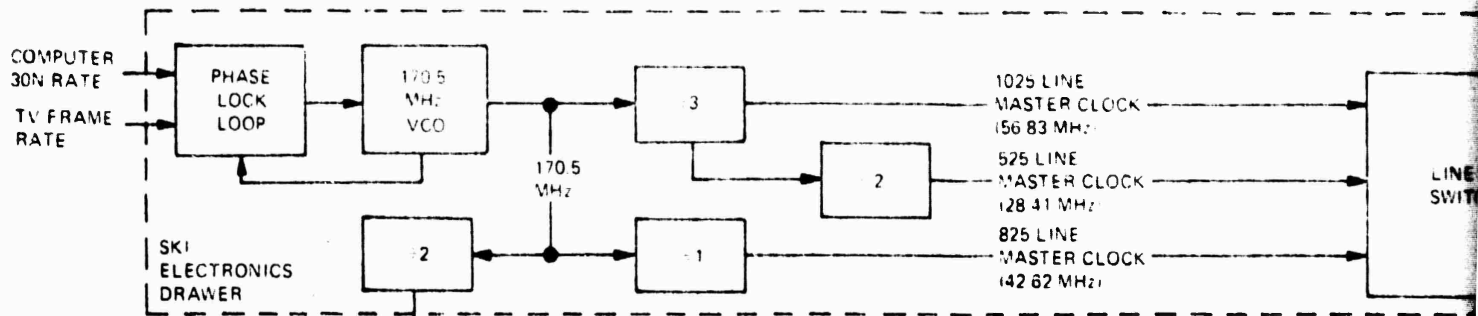 COMPUTER
30N RATE
TV FRAME
RATE
PHASE
LOCK
LOOP
170.5
MHz
VCO
170.5
MHz
÷3
÷2
÷2
1025 LINE
MASTER CLOCK
(56.83 MHz)
525 LINE
MASTER CLOCK
(28.41 MHz)
825 LINE
MASTER CLOCK
(42.62 MHz)
LINE
SWIT
SKI
ELECTRONICS
DRAWER